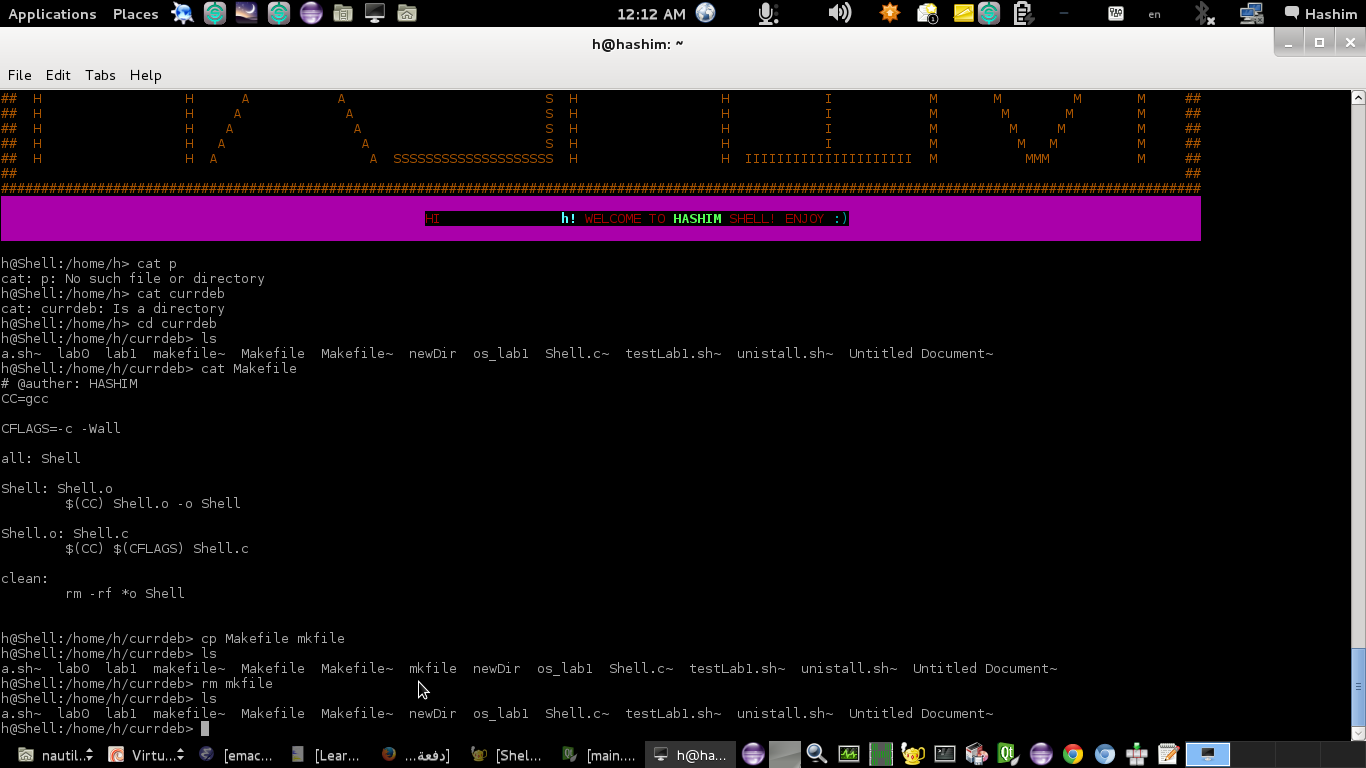 Applications Places 12:12 AM en Hashim
h@hashim: ~
File Edit Tabs Help
## H H A A S H H I M M M M ##
## H H A A S H H I M M M M ##
## H H A A S H H I M M M M ##
## H H A A S H H I M M M M ##
## H H A A SSSSSSSSSSSSSSSSSSSS H H IIIIIIIIIIIIIIIIIIIII M MMM M ##
## ##
######################################################################################################################################################
HI h! WELCOME TO HASHIM SHELL! ENJOY :)
h@Shell:/home/h> cat p
cat: p: No such file or directory
h@Shell:/home/h> cat currdeb
cat: currdeb: Is a directory
h@Shell:/home/h> cd currdeb
h@Shell:/home/h/currdeb> ls
a.sh~ lab0 lab1 makefile~ Makefile Makefile~ newDir os_lab1 Shell.c~ testLab1.sh~ unistall.sh~ Untitled Document~
h@Shell:/home/h/currdeb> cat Makefile
# @auther: HASHIM
CC=gcc
CFLAGS=-c -Wall
all: Shell
Shell: Shell.o
$(CC) Shell.o -o Shell
Shell.o: Shell.c
$(CC) $(CFLAGS) Shell.c
clean:
rm -rf *o Shell
h@Shell:/home/h/currdeb> cp Makefile mkfile
h@Shell:/home/h/currdeb> ls
a.sh~ lab0 lab1 makefile~ Makefile Makefile~ mkfile newDir os_lab1 Shell.c~ testLab1.sh~ unistall.sh~ Untitled Document~
h@Shell:/home/h/currdeb> rm mkfile
h@Shell:/home/h/currdeb> ls
a.sh~ lab0 lab1 makefile~ Makefile Makefile~ newDir os_lab1 Shell.c~ testLab1.sh~ unistall.sh~ Untitled Document~
h@Shell:/home/h/currdeb>
nautil... Virtu... [emac... [Lear... دفعة...] [Shel... [main.... h@ha...